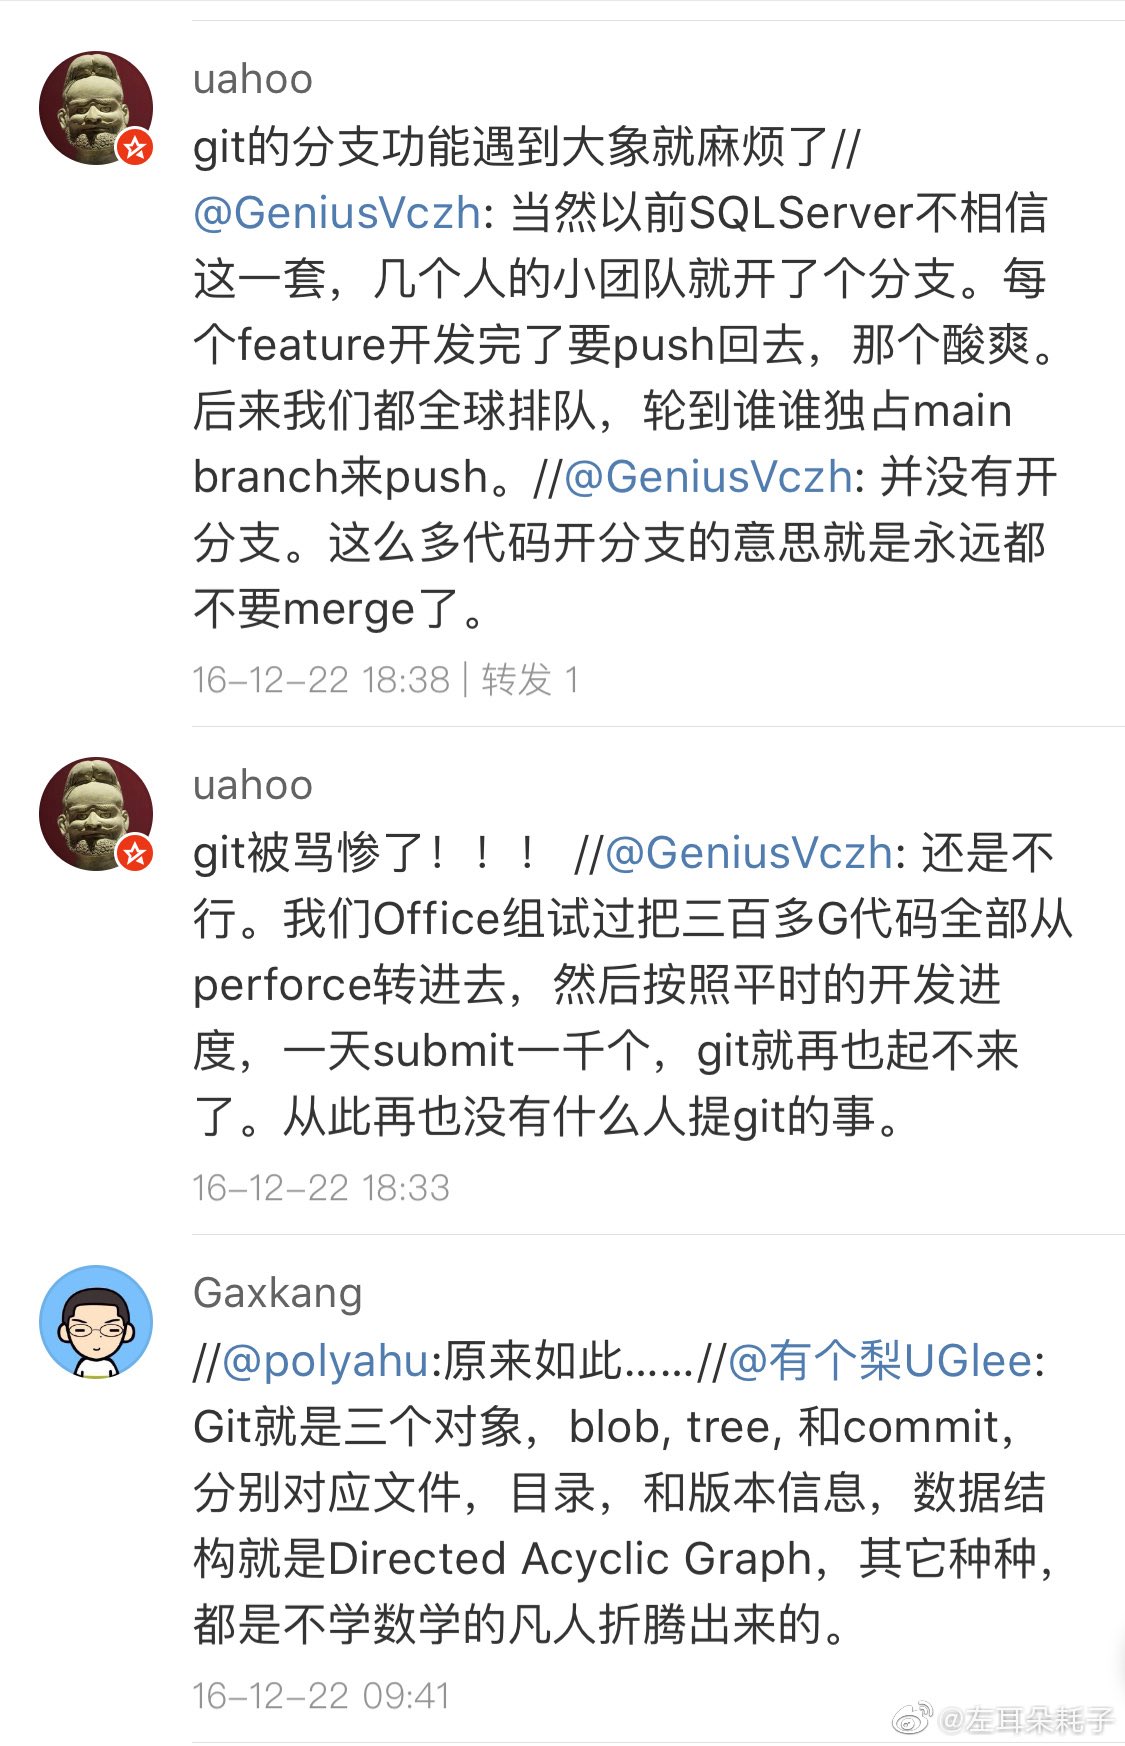 uahoo
git的分支功能遇到大象就麻烦了//
@GeniusVczh: 当然以前SQLServer不相信
这一套，几个人的小团队就开了个分支。每
个feature开发完了要push回去，那个酸爽。
后来我们都全球排队，轮到谁谁独占main
branch来push。//@GeniusVczh: 并没有开
分支。这么多代码开分支的意思就是永远都
不要merge了。
16-12-22 18:38 | 转发 1
uahoo
git被骂惨了！！！ //@GeniusVczh: 还是不
行。我们Office组试过把三百多G代码全部从
perforce转进去，然后按照平时的开发进
度，一天submit一千个，git就再也起不来
了。从此再也没有什么人提git的事。
16-12-22 18:33
Gaxkang
//@polyahu:原来如此……//@有个梨UGlee:
Git就是三个对象，blob, tree, 和commit，
分别对应文件，目录，和版本信息，数据结
构就是Directed Acyclic Graph，其它种种，
都是不学数学的凡人折腾出来的。
16-12-22 09:41
@左耳朵耗子